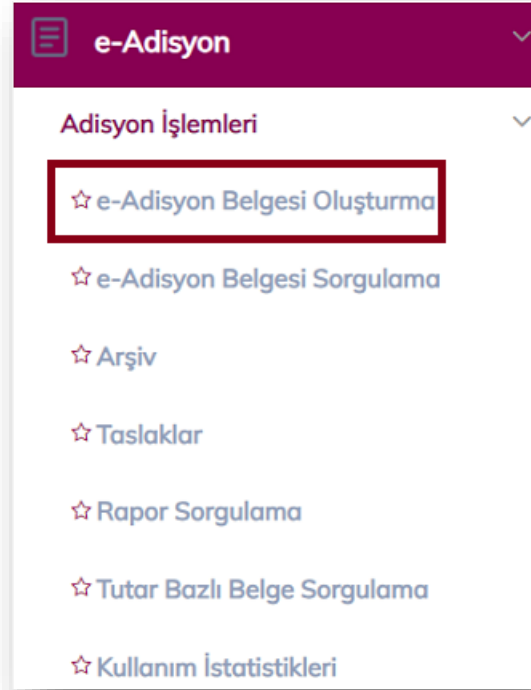 e-Adisyon
Adisyon İşlemleri
e-Adisyon Belgesi Oluşturma
e-Adisyon Belgesi Sorgulama
Arşiv
Taslaklar
Rapor Sorgulama
Tutar Bazlı Belge Sorgulama
Kullanım İstatistikleri